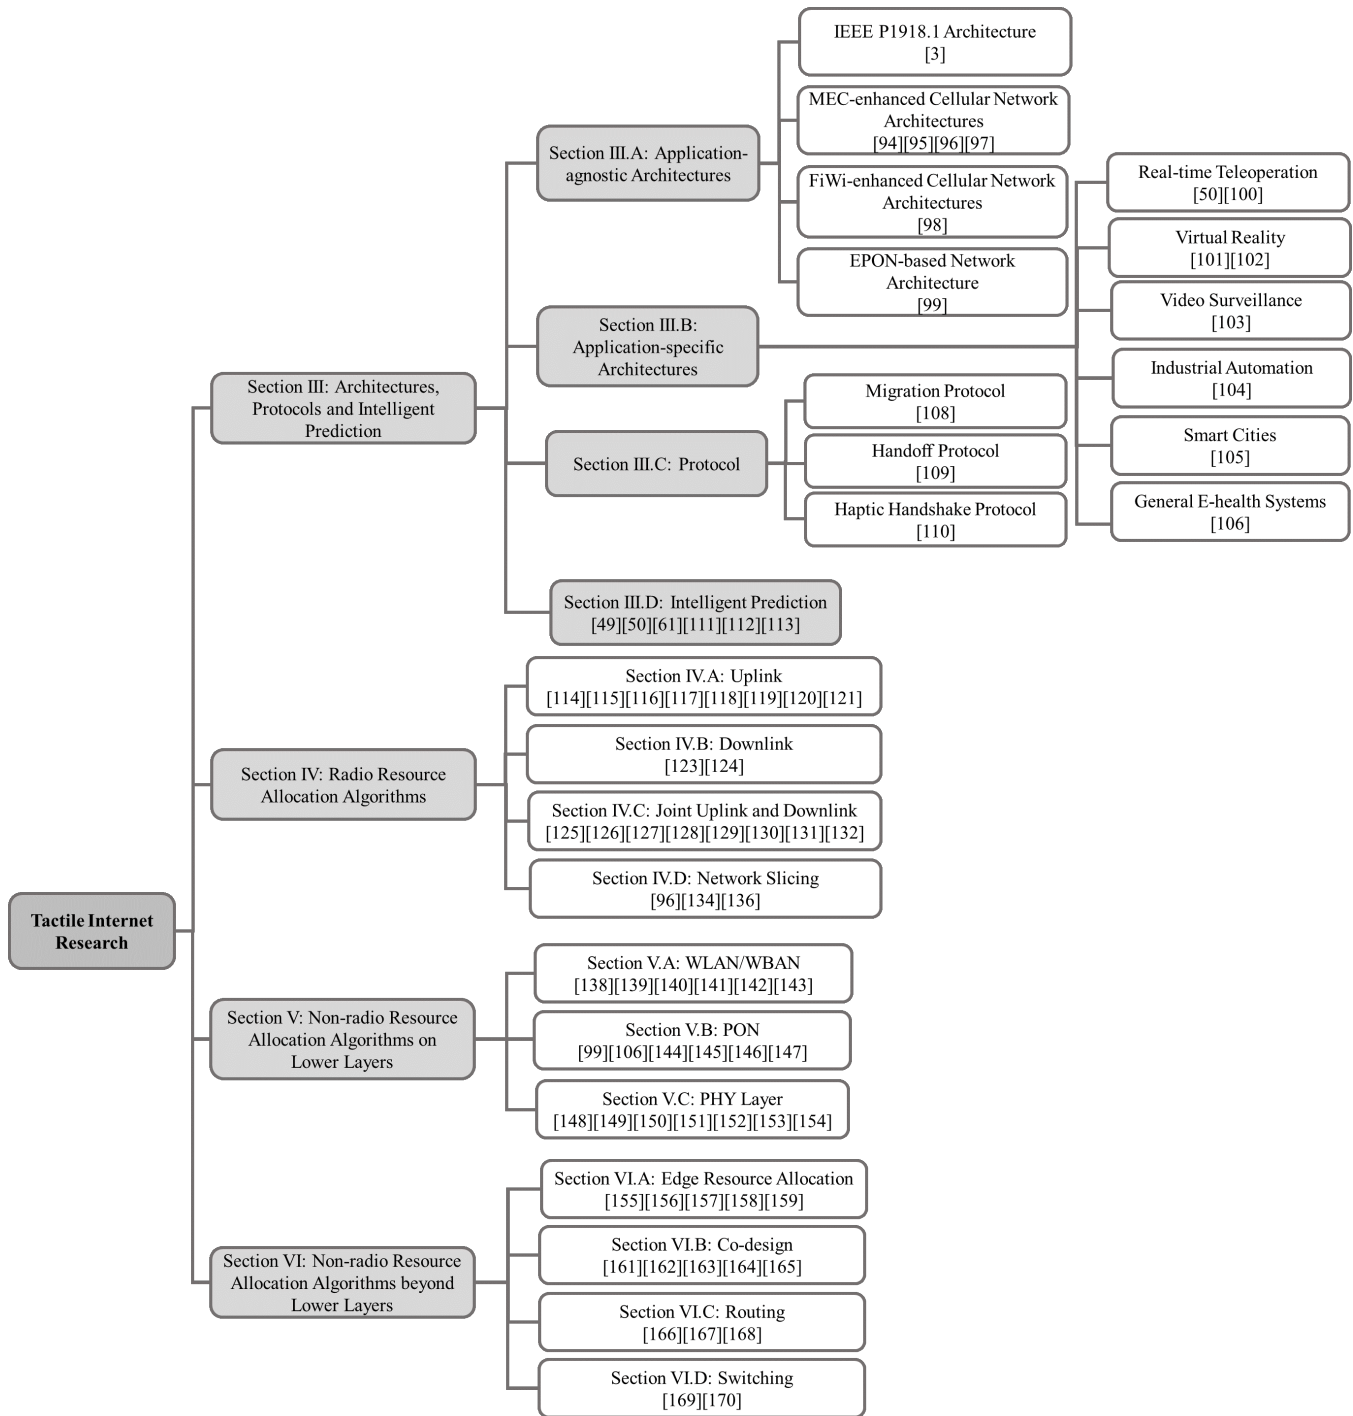 Tactile Internet
Research
Section III: Architectures,
Protocols and Intelligent
Prediction
Section III.A: Application-
agnostic Architectures
IEEE P1918.1 Architecture
[3]
MEC-enhanced Cellular Network
Architectures
[94][95][96][97]
FiWi-enhanced Cellular Network
Architectures
[98]
EPON-based Network
Architecture
[99]
Section III.B:
Application-specific
Architectures
Real-time Teleoperation
[50][100]
Virtual Reality
[101][102]
Video Surveillance
[103]
Industrial Automation
[104]
Smart Cities
[105]
General E-health Systems
[106]
Section III.C: Protocol
Migration Protocol
[108]
Handoff Protocol
[109]
Haptic Handshake Protocol
[110]
Section III.D: Intelligent Prediction
[49][50][61][111][112][113]
Section IV: Radio Resource
Allocation Algorithms
Section IV.A: Uplink
[114][115][116][117][118][119][120][121]
Section IV.B: Downlink
[123][124]
Section IV.C: Joint Uplink and Downlink
[125][126][127][128][129][130][131][132]
Section IV.D: Network Slicing
[96][134][136]
Section V: Non-radio Resource
Allocation Algorithms on
Lower Layers
Section V.A: WLAN/WBAN
[138][139][140][141][142][143]
Section V.B: PON
[99][106][144][145][146][147]
Section V.C: PHY Layer
[148][149][150][151][152][153][154]
Section VI: Non-radio Resource
Allocation Algorithms beyond
Lower Layers
Section VI.A: Edge Resource Allocation
[155][156][157][158][159]
Section VI.B: Co-design
[161][162][163][164][165]
Section VI.C: Routing
[166][167][168]
Section VI.D: Switching
[169][170]